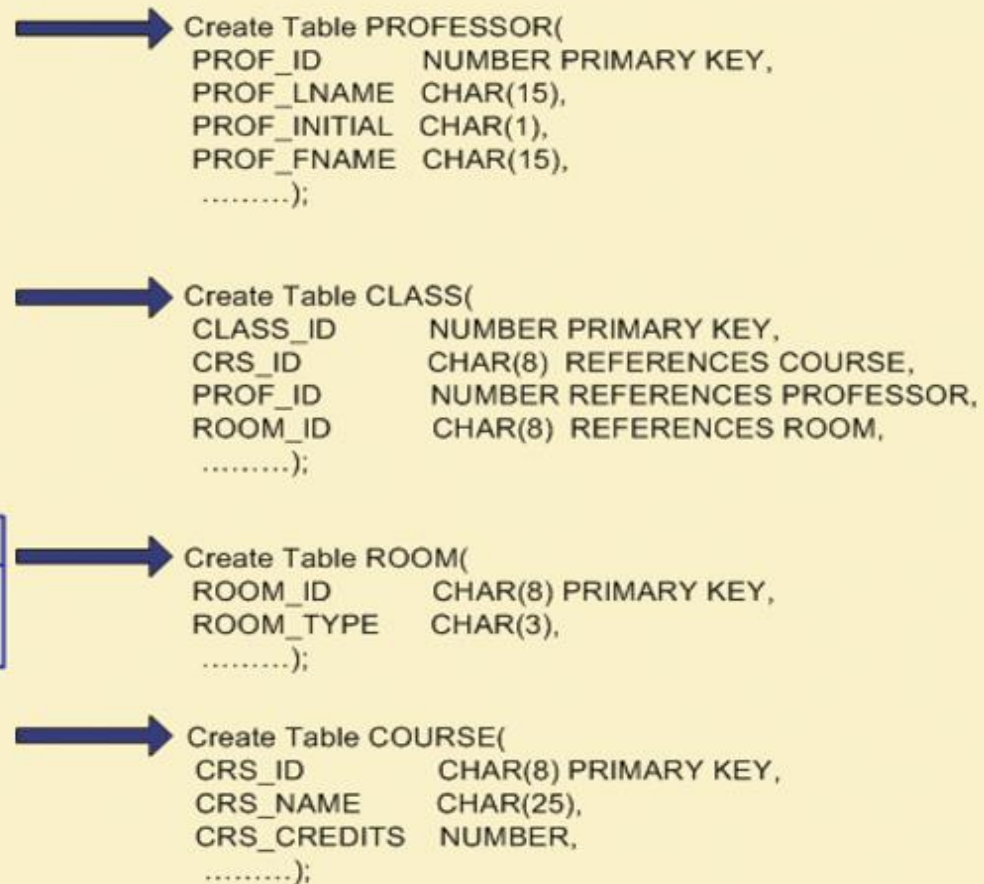 Create Table PROFESSOR(
PROF_ID NUMBER PRIMARY KEY,
PROF_LNAME CHAR(15),
PROF_INITIAL CHAR(1),
PROF_FNAME CHAR(15),
.........);
Create Table CLASS(
CLASS_ID NUMBER PRIMARY KEY,
CRS_ID CHAR(8) REFERENCES COURSE,
PROF_ID NUMBER REFERENCES PROFESSOR,
ROOM_ID CHAR(8) REFERENCES ROOM,
.........);
Create Table ROOM(
ROOM_ID CHAR(8) PRIMARY KEY,
ROOM_TYPE CHAR(3),
.........);
Create Table COURSE(
CRS_ID CHAR(8) PRIMARY KEY,
CRS_NAME CHAR(25),
CRS_CREDITS NUMBER,
.........);